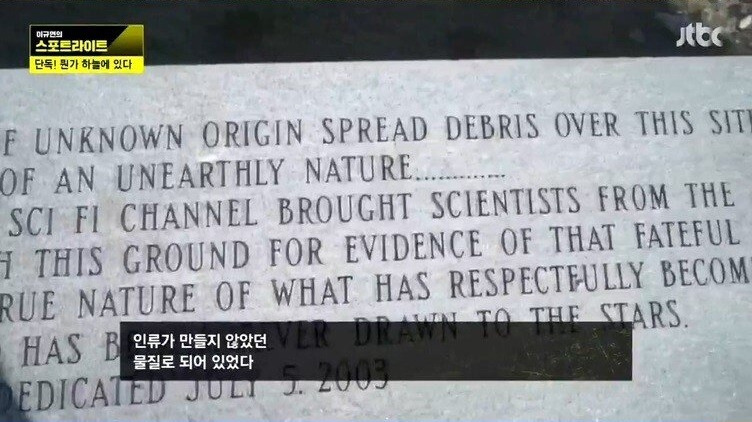 이규연의
스포트라이트
단독! 뭔가 하늘에 있다
jtbc
F UNKNOWN ORIGIN SPREAD DEBRIS OVER THIS SIT
OF AN UNEARTHLY NATURE..............
SCI FI CHANNEL BROUGHT SCIENTISTS FROM THE
H THIS GROUND FOR EVIDENCE OF THAT FATEFUL
RUE NATURE OF WHAT HAS RESPECTFULLY BECOM
HAS B VER DRAWN TO THE STARS.
DEDICATED JULY 5. 2003
인류가 만들지 않았던
물질로 되어 있었다